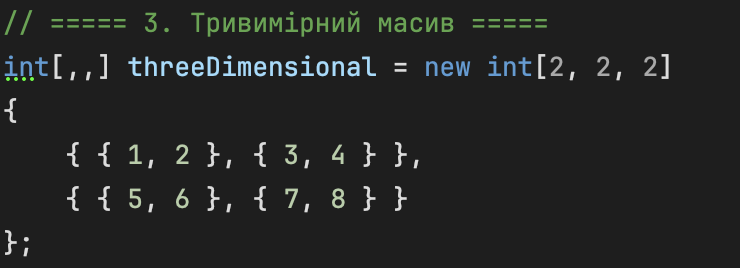 // ===== 3. Тривимірний масив =====
int[,,] threeDimensional = new int[2, 2, 2]
{
    { { 1, 2 }, { 3, 4 } },
    { { 5, 6 }, { 7, 8 } }
};